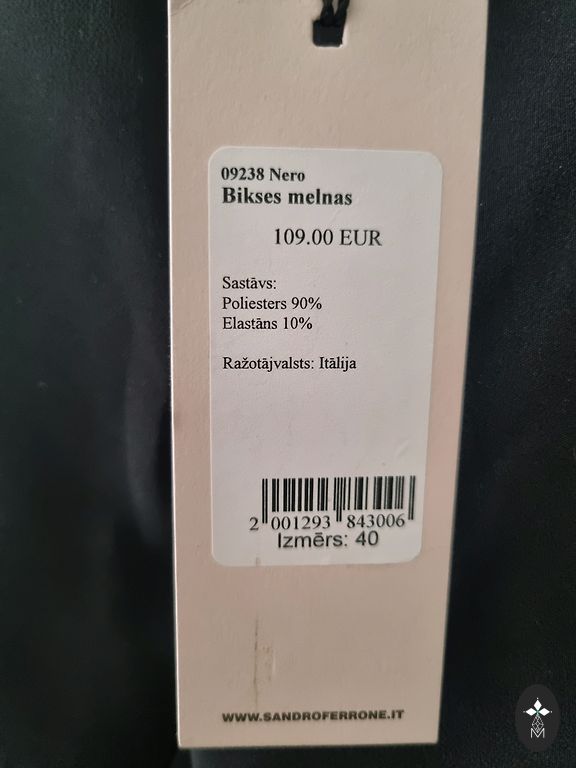 09238 Nero
Bikses melnas
109.00 EUR
Sastāvs:
Poliesters 90%
Elastāns 10%
Ražotājvalsts: Itālija
2 001293 843006
Izmērs: 40
WWW.SANDROFERRONE.IT
M